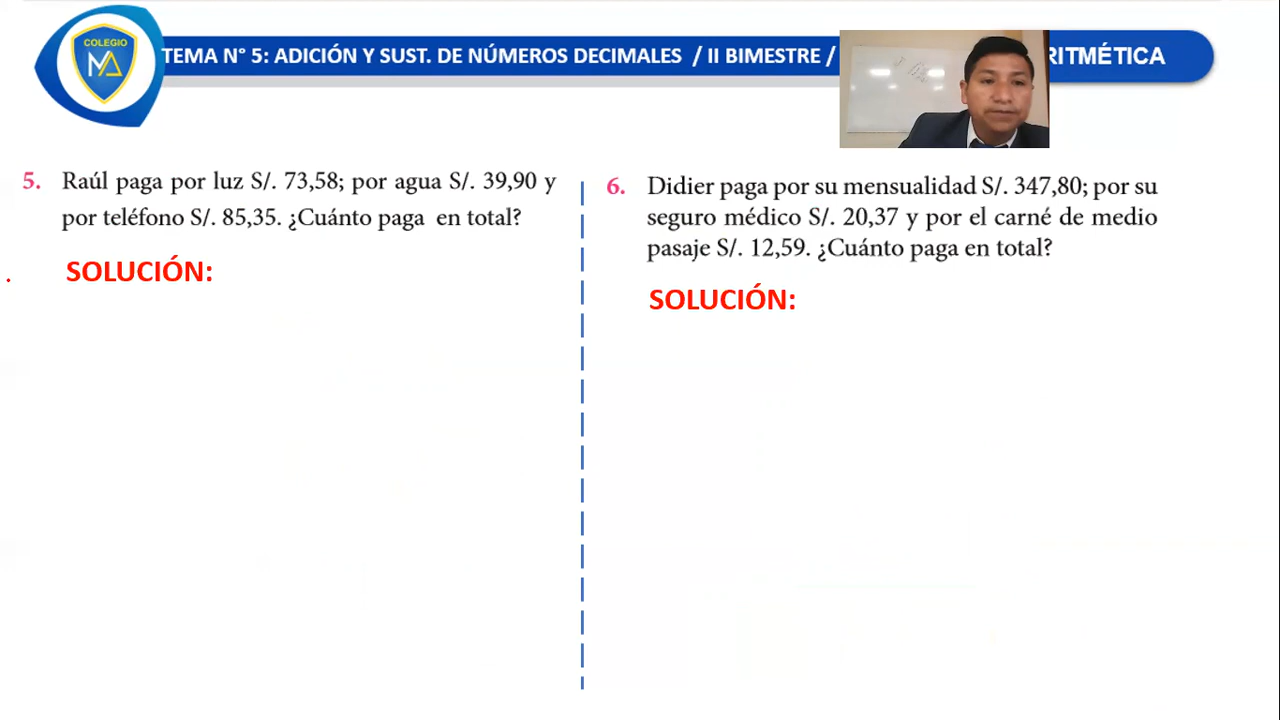 COLEGIO
TEMA N° 5: ADICIÓN Y SUST. DE NÚMEROS DECIMALES / II BIMESTRE / RITMÉTICA
5. Raúl paga por luz S/. 73,58; por agua S/. 39,90 y
por teléfono S/. 85,35. ¿Cuánto paga en total?
SOLUCIÓN:
6. Didier paga por su mensualidad S/. 347,80; por su
seguro médico S/. 20,37 y por el carné de medio
pasaje S/. 12,59. ¿Cuánto paga en total?
SOLUCIÓN: